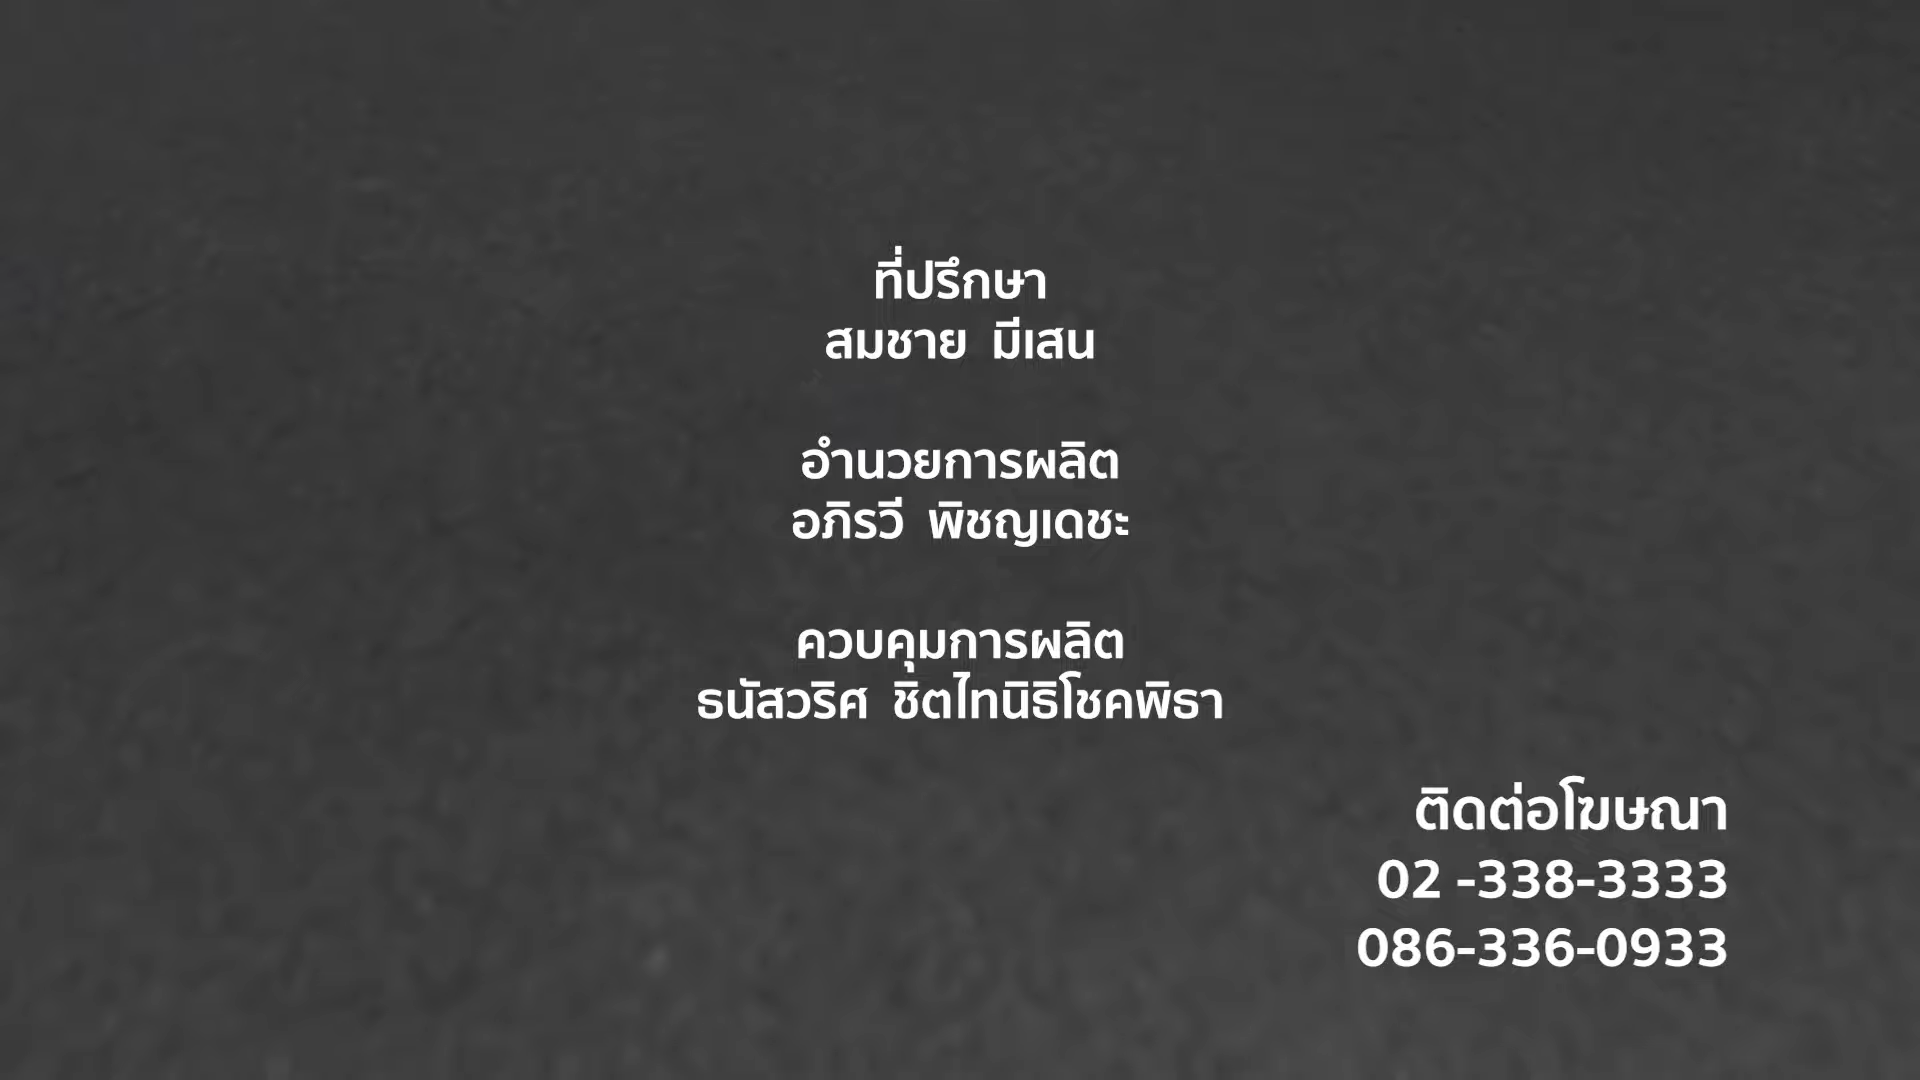 ที่ปรึกษา
สมชาย มีเสน
อำนวยการผลิต
อภิรวี พิชญเดชะ
ควบคุมการผลิต
ธนัสวริศ ชิตไทนิธิโชคพิธา
ติดต่อโฆษณา
02 -338-3333
086-336-0933